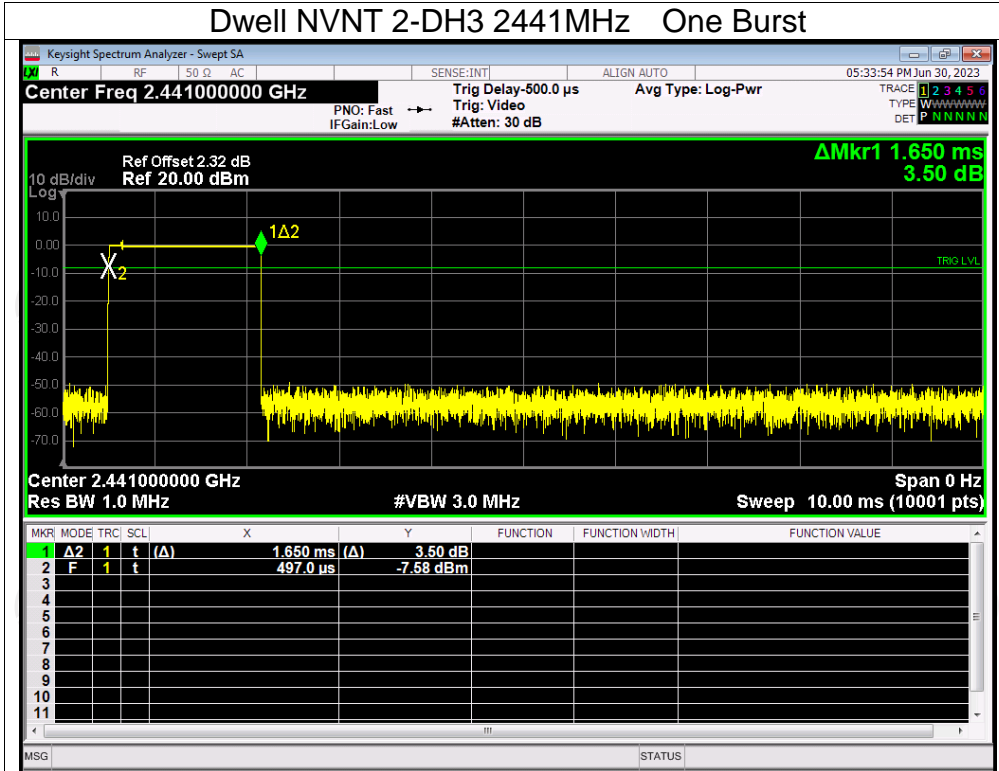 Dwell NVNT 2-DH3 2441MHz One Burst
Keysight Spectrum Analyzer - Swept SA
LXI R RF 50 Ω AC SENSE:INT ALIGN AUTO 05:33:54 PM Jun 30, 2023
Center Freq 2.441000000 GHz
PNO: Fast
IFGain:Low
Trig Delay-500.0 µs
Trig: Video
#Atten: 30 dB
Avg Type: Log-Pwr
TRACE 1 2 3 4 5 6
TYPE WWWWWW
DET P N N N N N
ΔMkr1 1.650 ms
3.50 dB
Ref Offset 2.32 dB
10 dB/div Ref 20.00 dBm
Log
10.0
0.00
-10.0
-20.0
-30.0
-40.0
-50.0
-60.0
-70.0
1Δ2
2
TRIG LVL
Center 2.441000000 GHz Span 0 Hz
Res BW 1.0 MHz #VBW 3.0 MHz Sweep 10.00 ms (10001 pts)
MKR MODE TRC SCL X Y FUNCTION FUNCTION WIDTH FUNCTION VALUE
1 Δ2 1 t (Δ) 1.650 ms (Δ) 3.50 dB
2 F 1 t 497.0 µs -7.58 dBm
3
4
5
6
7
8
9
10
11
MSG STATUS